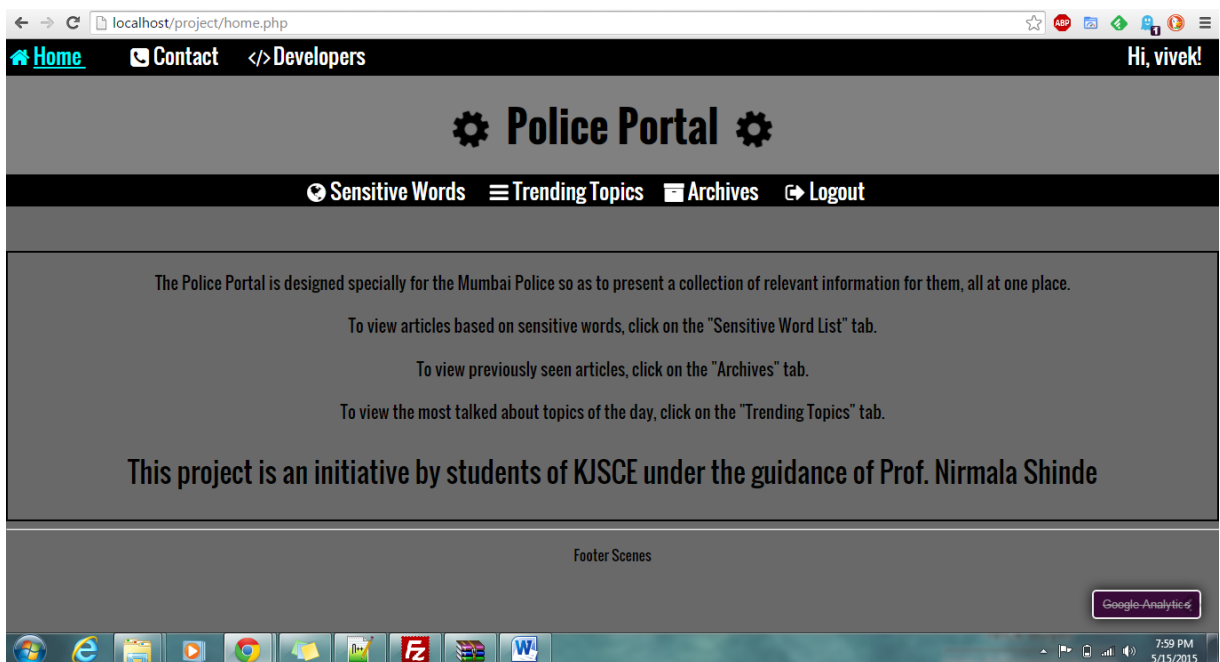 localhost/project/home.php
ABP
1
Home Contact </> Developers Hi, vivek!
Police Portal
Sensitive Words Trending Topics Archives Logout
The Police Portal is designed specially for the Mumbai Police so as to present a collection of relevant information for them, all at one place.
To view articles based on sensitive words, click on the "Sensitive Word List" tab.
To view previously seen articles, click on the "Archives" tab.
To view the most talked about topics of the day, click on the "Trending Topics" tab.
This project is an initiative by students of KJSCE under the guidance of Prof. Nirmala Shinde
Footer Scenes
Google Analytics
7:59 PM
5/15/2015